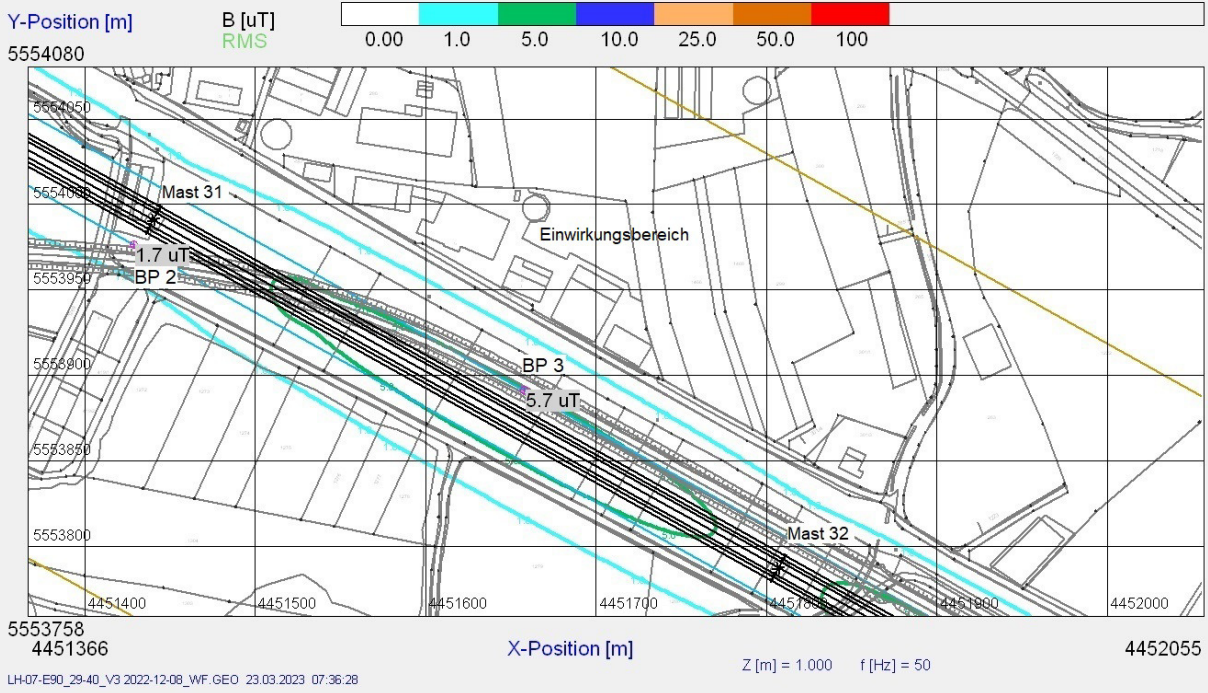 Y-Position [m]
B [uT]
RMS
0.00 1.0 5.0 10.0 25.0 50.0 100
5554080
5554050
Mast 31
5554000
Einwirkungsbereich
1.7 uT
BP 2
5553950
BP 3
5553900
5.7 uT
5553850
5553800
Mast 32
4451400 4451500 4451600 4451700 4451800 4451900 4452000
5553758
4451366
X-Position [m]
4452055
Z [m] = 1.000 f [Hz] = 50
LH-07-E90_29-40_V3 2022-12-08_WF.GEO 23.03.2023 07:36:28